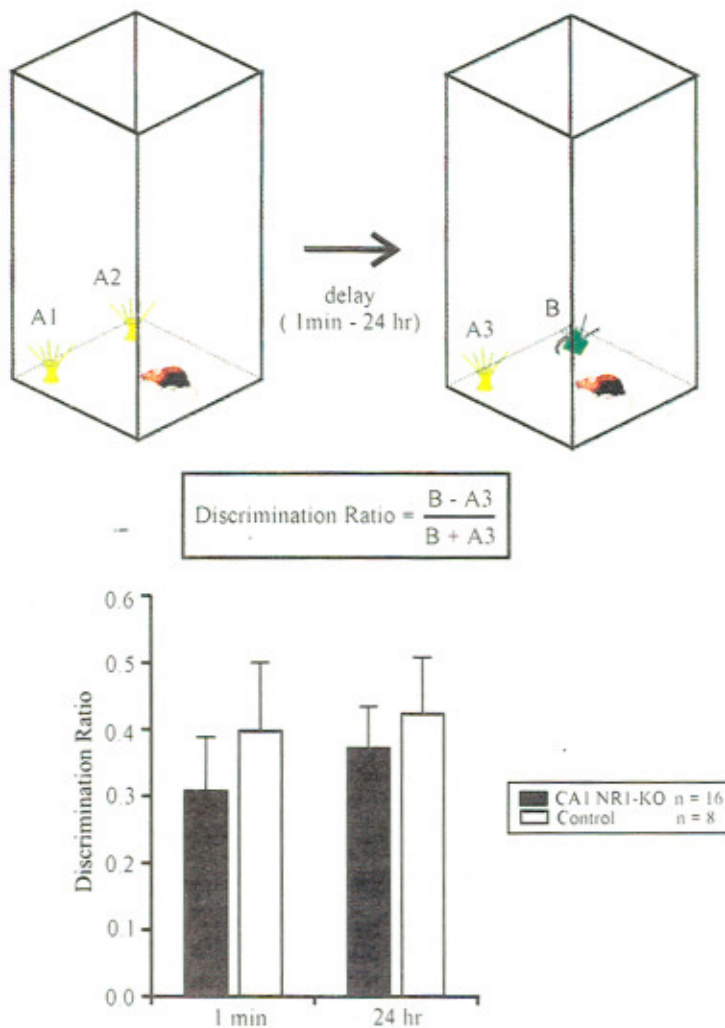 A1
A2
delay
( 1min - 24 hr)
A3
B
Discrimination Ratio = B - A3
B + A3
Discrimination Ratio
0.6
0.5
0.4
0.3
0.2
0.1
0.0
1 min
24 hr
CA1 NR1-KO n = 16
Control n = 8